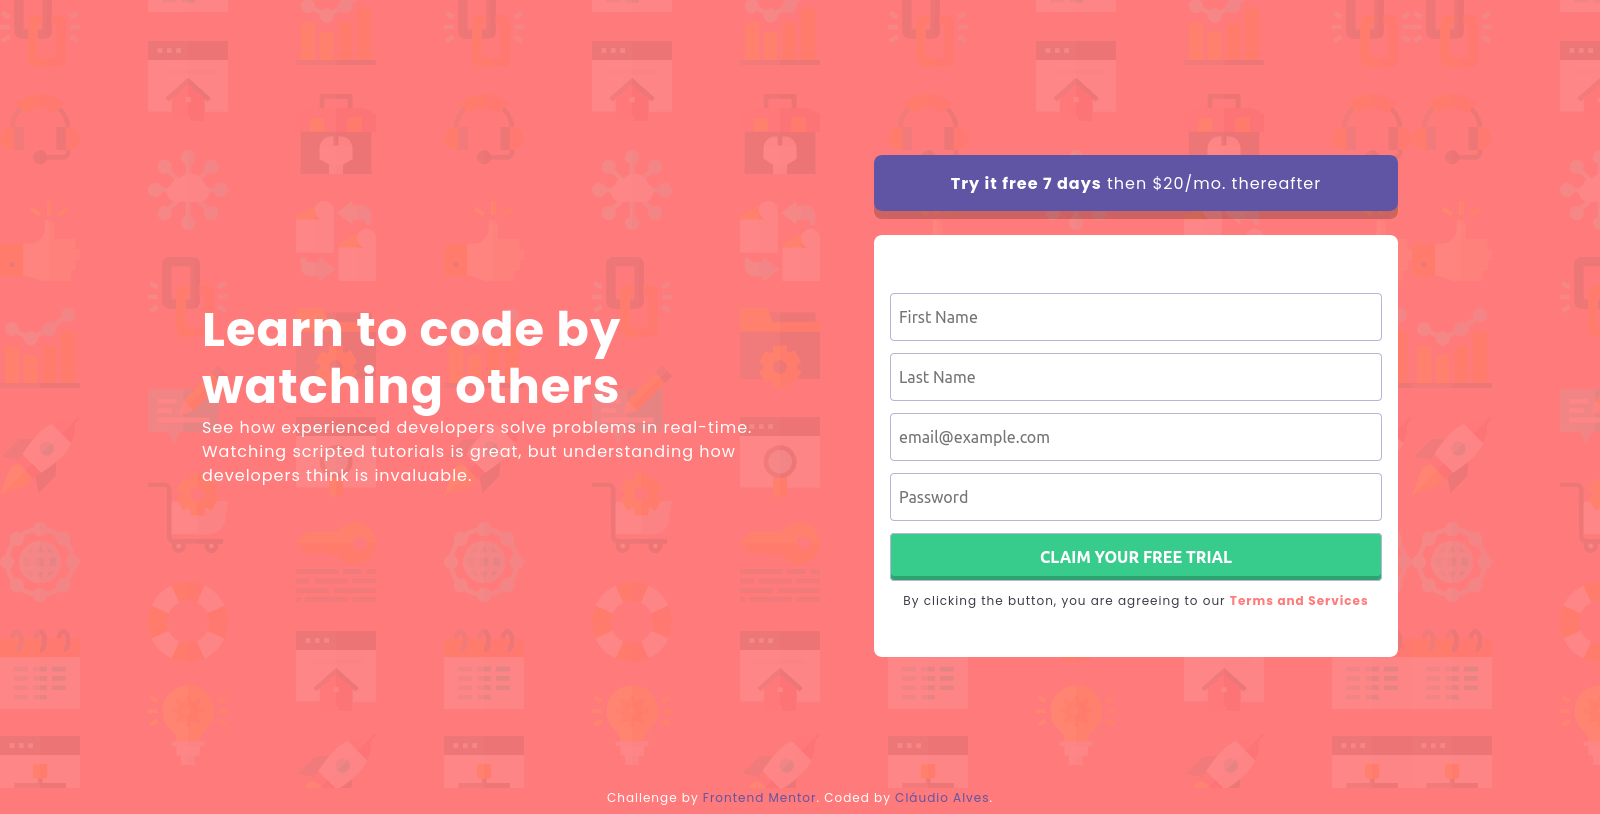 Learn to code by
watching others
See how experienced developers solve problems in real-time.
Watching scripted tutorials is great, but understanding how
developers think is invaluable.
Try it free 7 days then $20/mo. thereafter
First Name
Last Name
email@example.com
Password
CLAIM YOUR FREE TRIAL
By clicking the button, you are agreeing to our Terms and Services
Challenge by Frontend Mentor. Coded by Cláudio Alves.